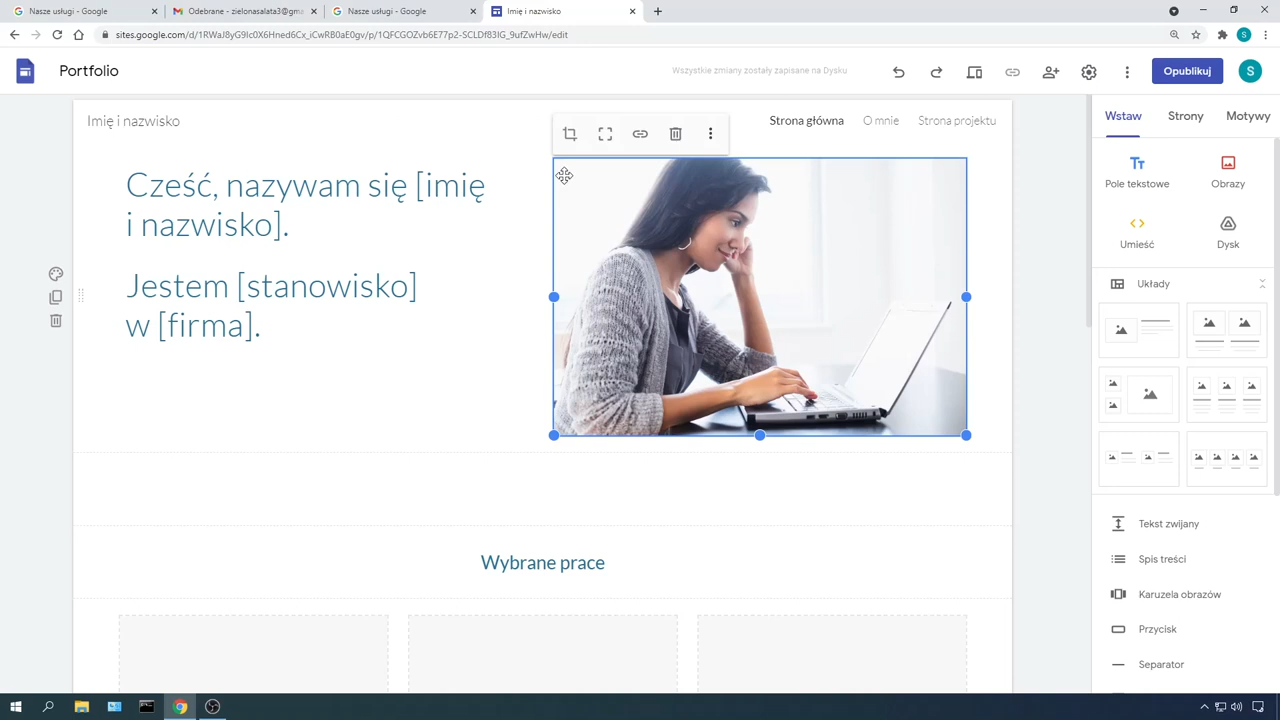 Nasze usługi - Google
Odebrane - zielonasalata3@gma
Nasze usługi - Google
Imię i nazwisko
sites.google.com/d/1RWaJ8yG9lc0X6Hned6Cx_iCwRB0aE0gv/p/1QFCGOZvb6E77p2-SCLDf83IG_9ufZwHw/edit
S
Portfolio
Wszystkie zmiany zostały zapisane na Dysku
Opublikuj
S
Imię i nazwisko
Strona główna
O mnie
Strona projektu
Wstaw
Strony
Motywy
Cześć, nazywam się [imię
i nazwisko].
Jestem [stanowisko]
w [firma].
Tт
Pole tekstowe
Obrazy
Umieść
Dysk
Układy
Tekst zwijany
Spis treści
Karuzela obrazów
Przycisk
Separator
Wybrane prace